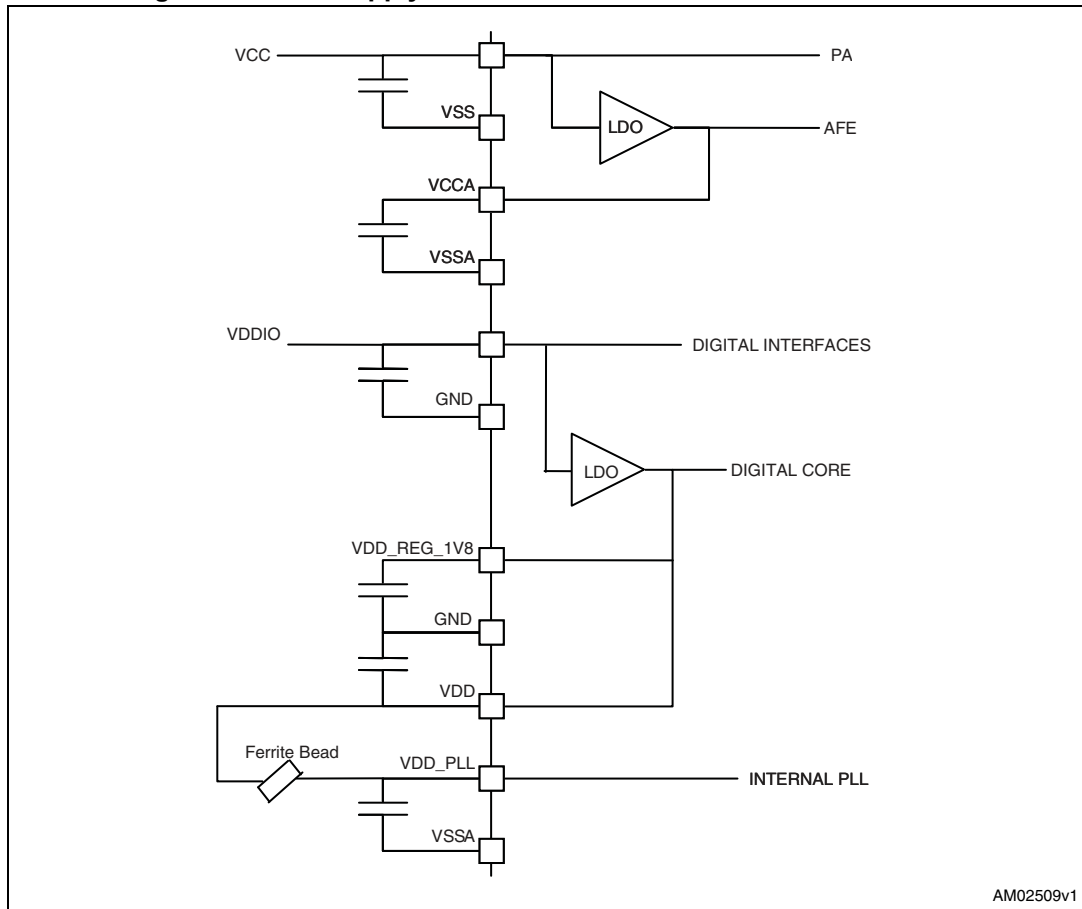 VCC
PA
VSS
LDO
AFE
VCCA
VSSA
VDDIO
DIGITAL INTERFACES
GND
LDO
DIGITAL CORE
VDD_REG_1V8
GND
VDD
Ferrite Bead
VDD_PLL
INTERNAL PLL
VSSA
AM02509v1